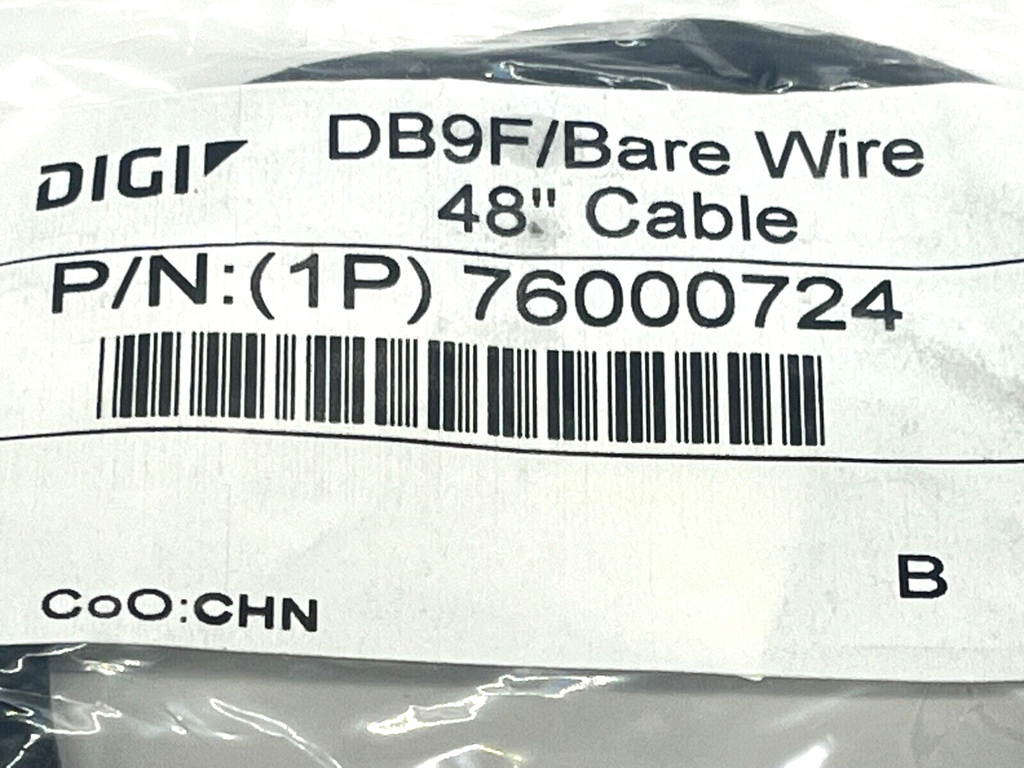 DIGI
DB9F/Bare Wire
48" Cable
P/N:(1P) 76000724
B
CoO:CHN